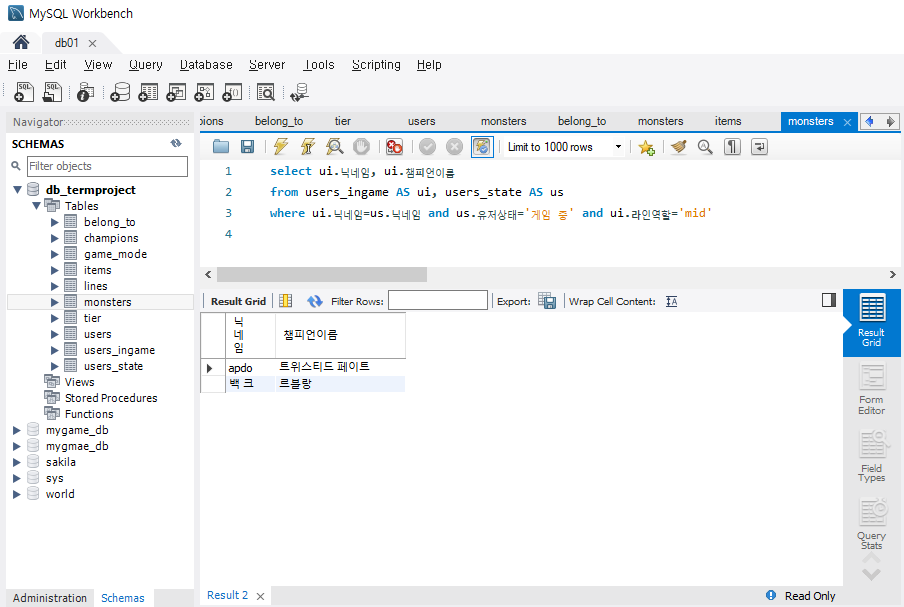 MySQL Workbench
db01
File Edit View Query Database Server Tools Scripting Help
Navigator
SCHEMAS
Filter objects
db_termproject
Tables
belong_to
champions
game_mode
items
lines
monsters
tier
users
users_ingame
users_state
Views
Stored Procedures
Functions
mygame_db
mygmae_db
sakila
sys
world
Administration Schemas
pions belong_to tier users monsters belong_to monsters items monsters
Limit to 1000 rows
1 select ui.닉네임, ui.챔피언이름
2 from users_ingame AS ui, users_state AS us
3 where ui.닉네임=us.닉네임 and us.유저상태='게임 중' and ui.라인역할='mid'
4
Result Grid Filter Rows: Export: Wrap Cell Content:
닉
네
임
챔피언이름
apdo 트위스티드 페이트
백 크 르블랑
Result
Grid
Form
Editor
Field
Types
Query
Stats
Result 2 Read Only